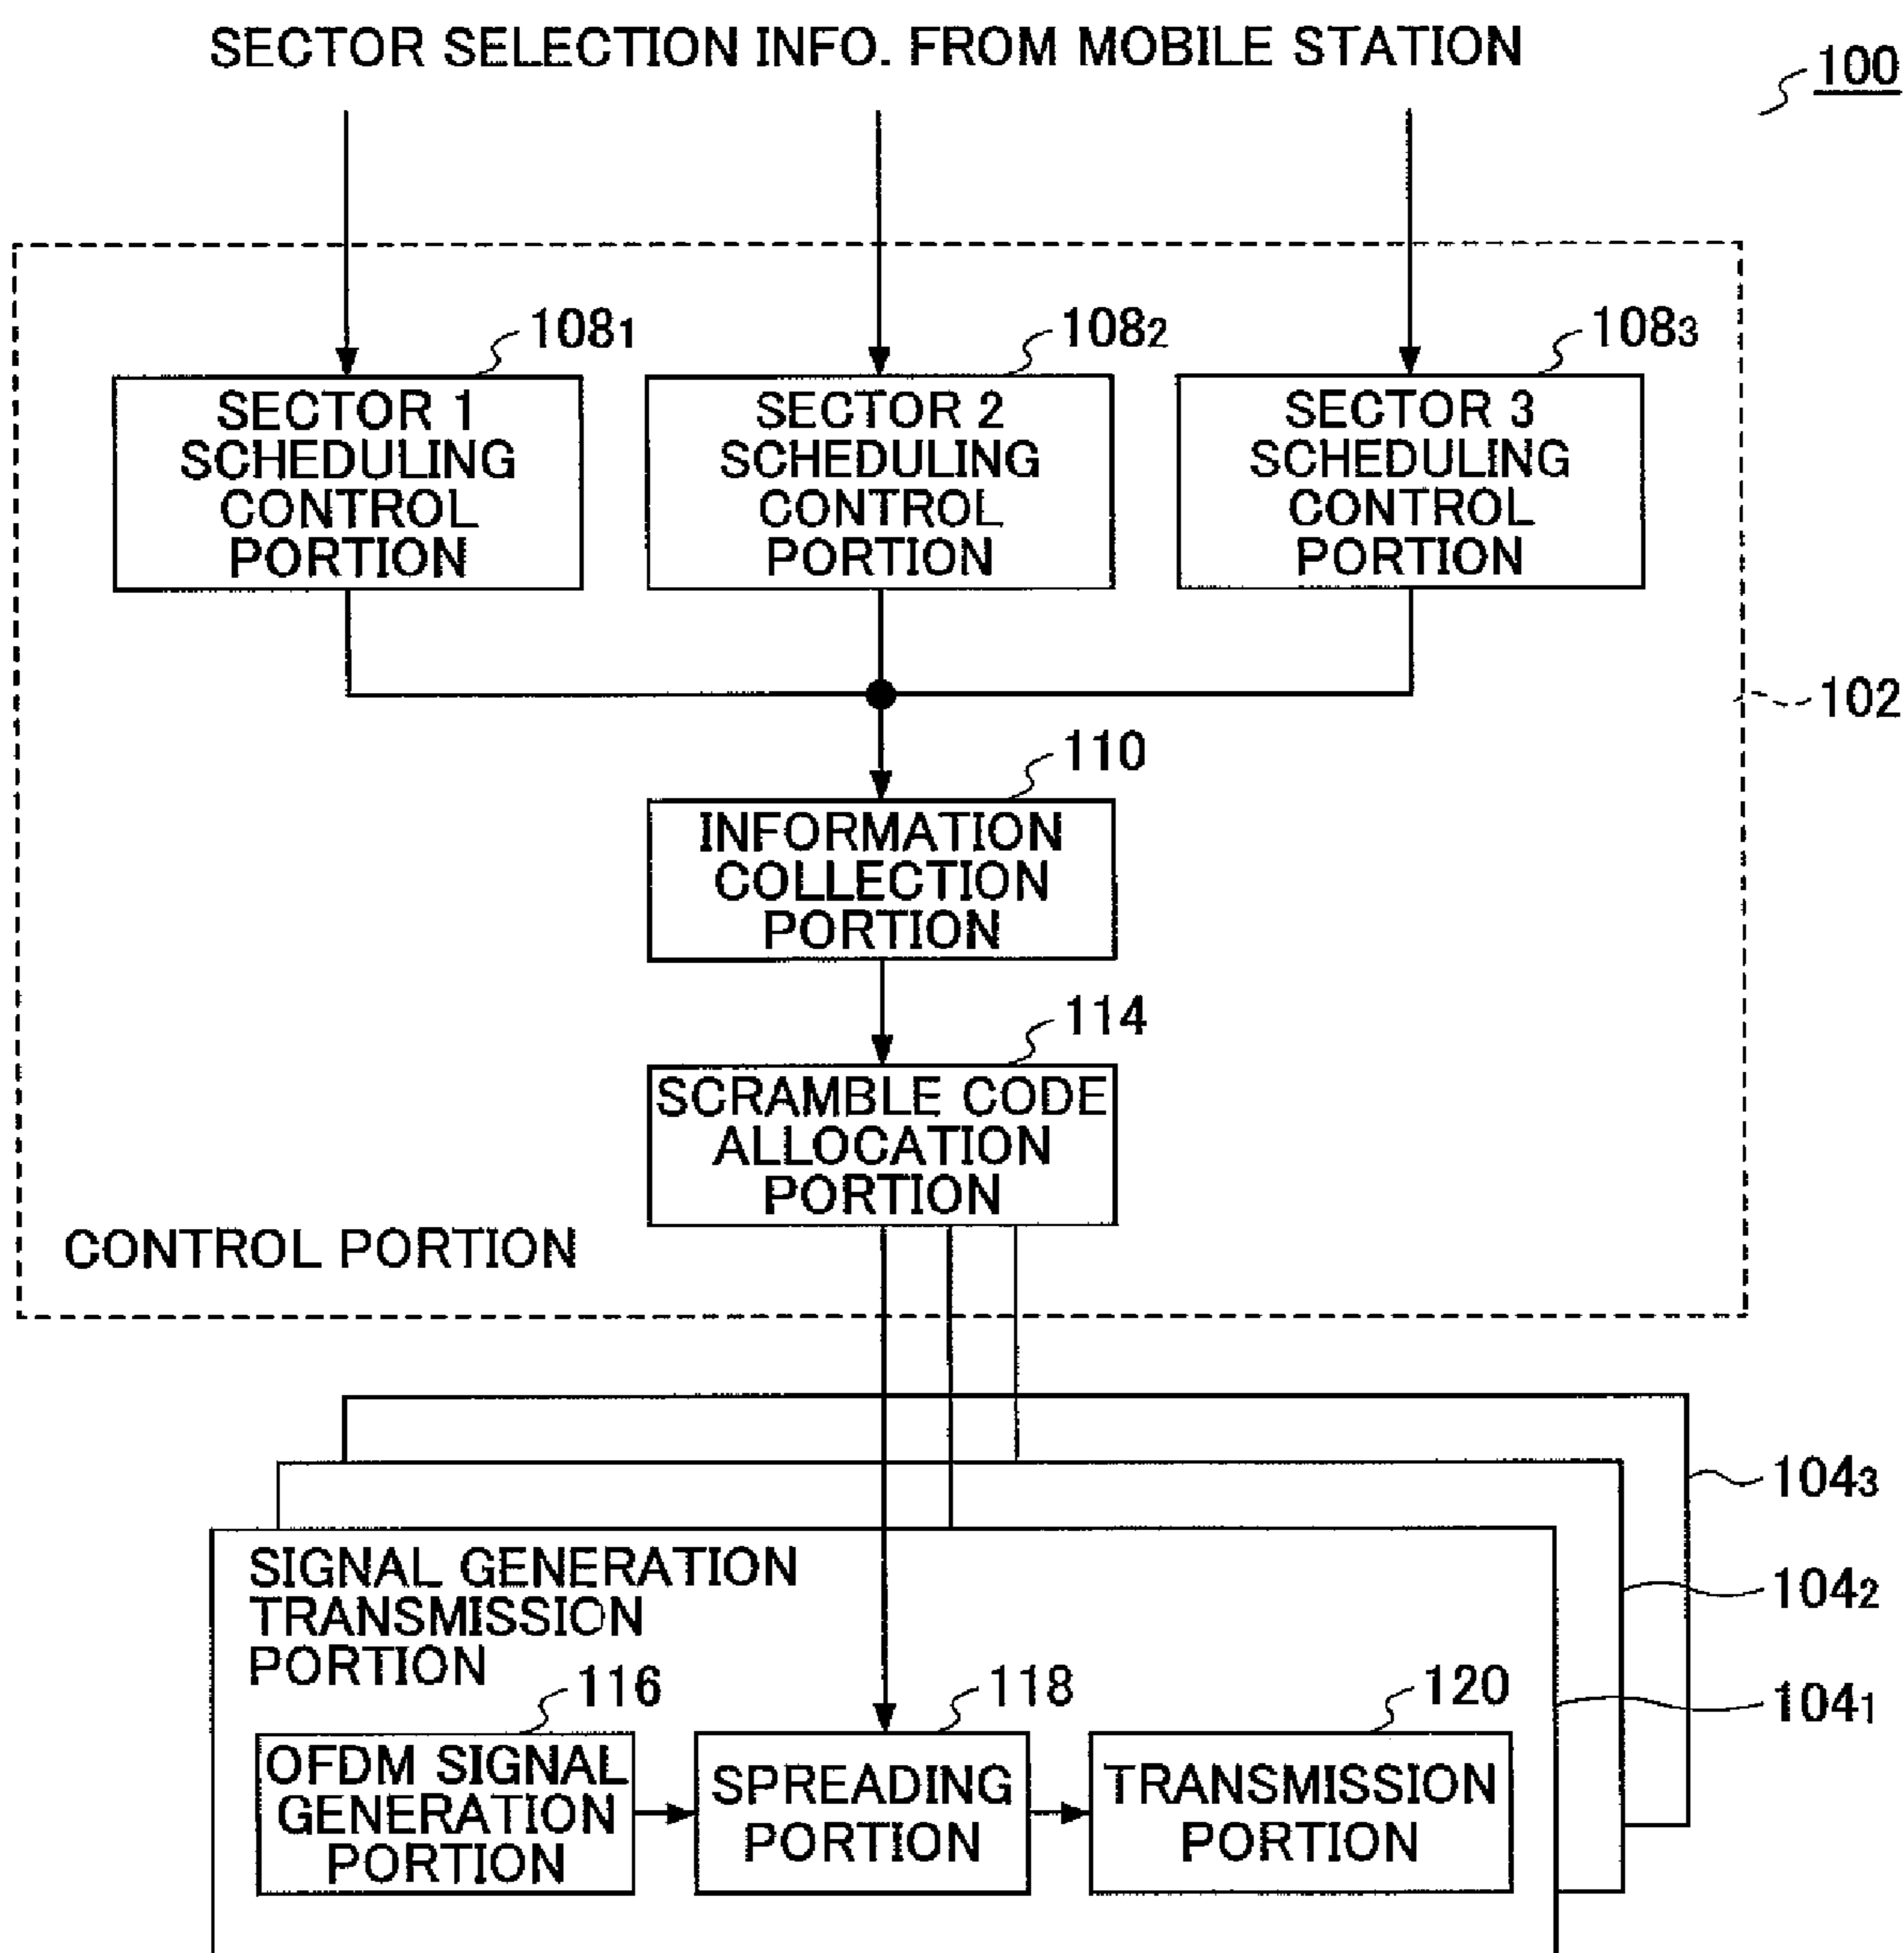 SECTOR SELECTION INFO. FROM MOBILE STATION
100
108₁
108₂
108₃
SECTOR 1
SCHEDULING
CONTROL
PORTION
SECTOR 2
SCHEDULING
CONTROL
PORTION
SECTOR 3
SCHEDULING
CONTROL
PORTION
102
110
INFORMATION
COLLECTION
PORTION
114
SCRAMBLE CODE
ALLOCATION
PORTION
CONTROL PORTION
104₃
104₂
104₁
SIGNAL GENERATION
TRANSMISSION
PORTION
116
118
120
OFDM SIGNAL
GENERATION
PORTION
SPREADING
PORTION
TRANSMISSION
PORTION